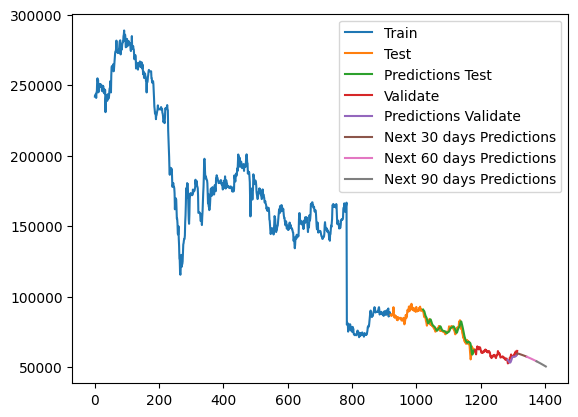 300000
250000
200000
150000
100000
50000
0
200
400
600
800
1000
1200
1400
Train
Test
Predictions Test
Validate
Predictions Validate
Next 30 days Predictions
Next 60 days Predictions
Next 90 days Predictions